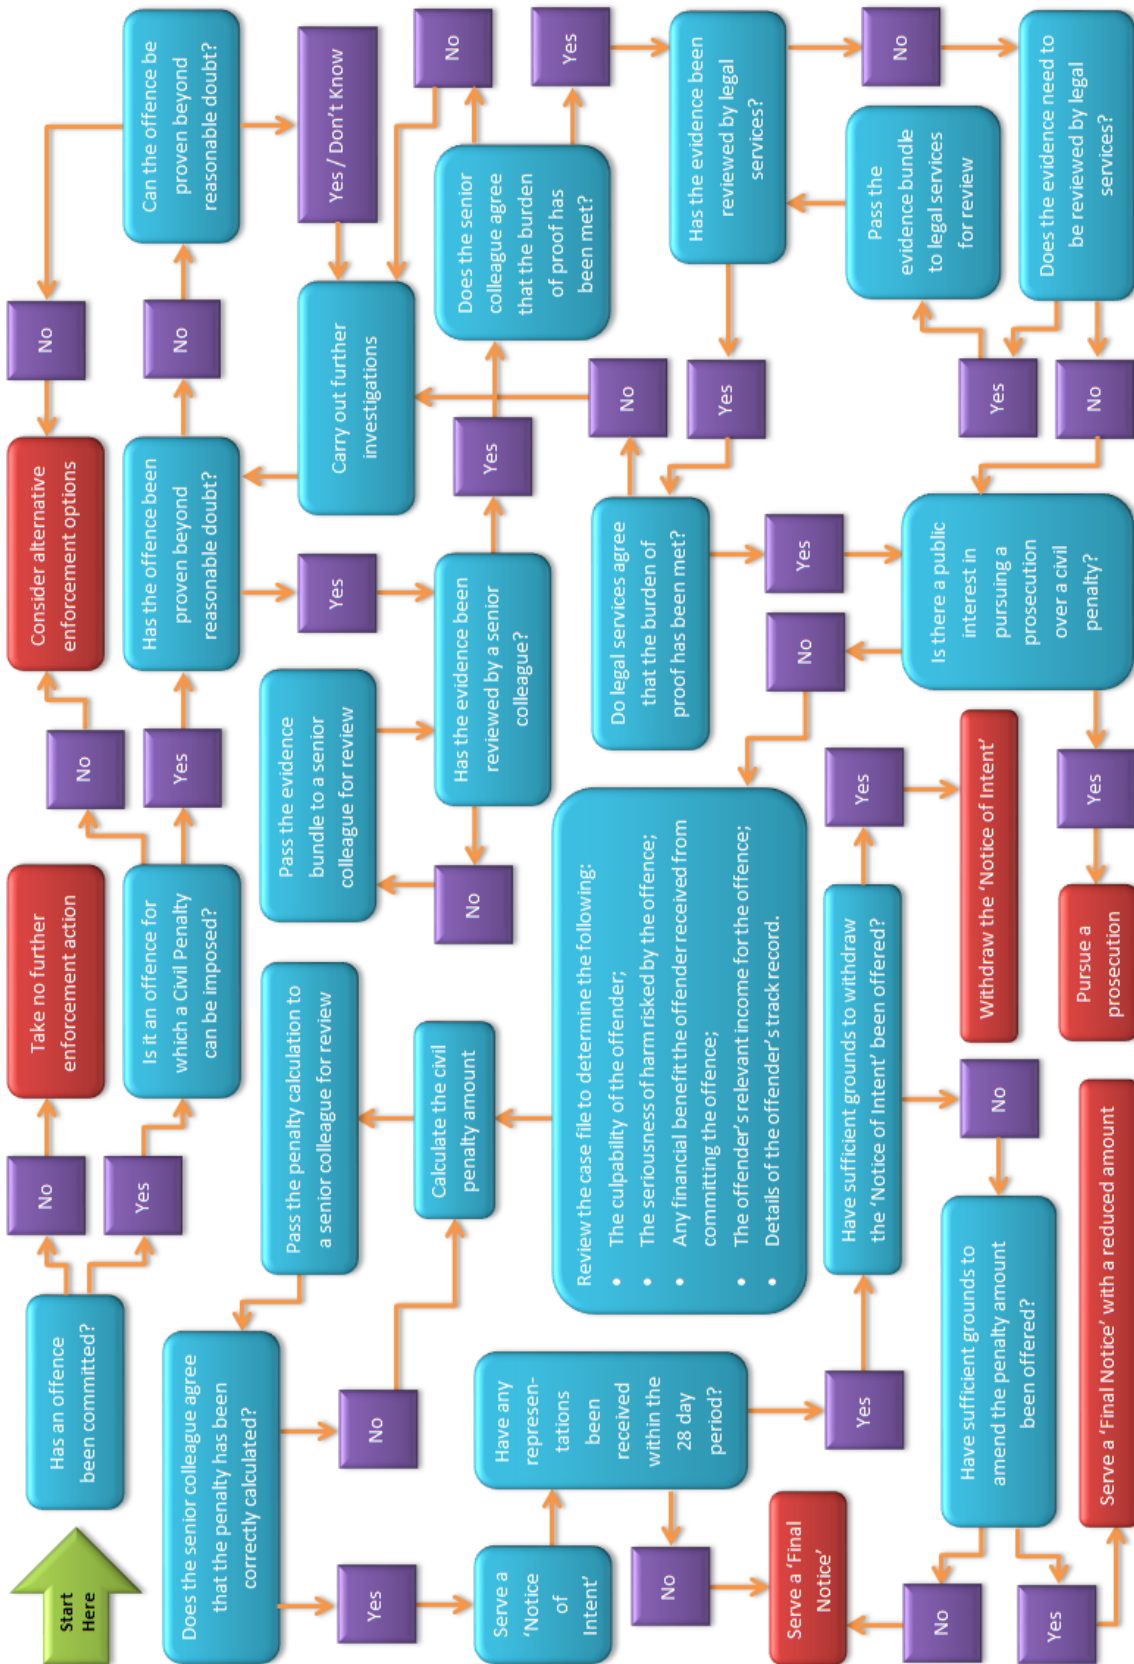 Start
Here
Has an offence
been committed?
No
Yes
Take no further
enforcement action
Is it an offence for
which a Civil Penalty
can be imposed?
No
Yes
Consider alternative
enforcement options
Has the offence been
proven beyond
reasonable doubt?
No
No
Can the offence be
proven beyond
reasonable doubt?
Yes / Don't Know
Carry out further
investigations
Yes
Pass the evidence
bundle to a senior
colleague for review
Has the evidence been
reviewed by a senior
colleague?
No
Yes
Does the senior
colleague agree
that the burden
of proof has
been met?
No
Yes
Has the evidence been
reviewed by legal
services?
No
Yes
Does the evidence need to
be reviewed by legal
services?
Pass the
evidence bundle
to legal services
for review
Yes
No
Do legal services agree
that the burden of
proof has been met?
No
Yes
Is there a public
interest in
pursuing a
prosecution
over a civil
penalty?
No
Yes
Pursue a
prosecution
Review the case file to determine the following:
• The culpability of the offender;
• The seriousness of harm risked by the offence;
• Any financial benefit the offender received from
committing the offence;
• The offender's relevant income for the offence;
• Details of the offender's track record.
Calculate the civil
penalty amount
Pass the penalty calculation to
a senior colleague for review
Does the senior colleague agree
that the penalty has been
correctly calculated?
No
Yes
Serve a
'Notice
of
Intent'
Have any
represen-
tations
been
received
within the
28 day
period?
No
Yes
Serve a 'Final
Notice'
Have sufficient grounds to withdraw
the 'Notice of Intent' been offered?
Yes
No
Withdraw the 'Notice of Intent'
Have sufficient grounds to
amend the penalty amount
been offered?
No
Yes
Serve a 'Final Notice' with a reduced amount